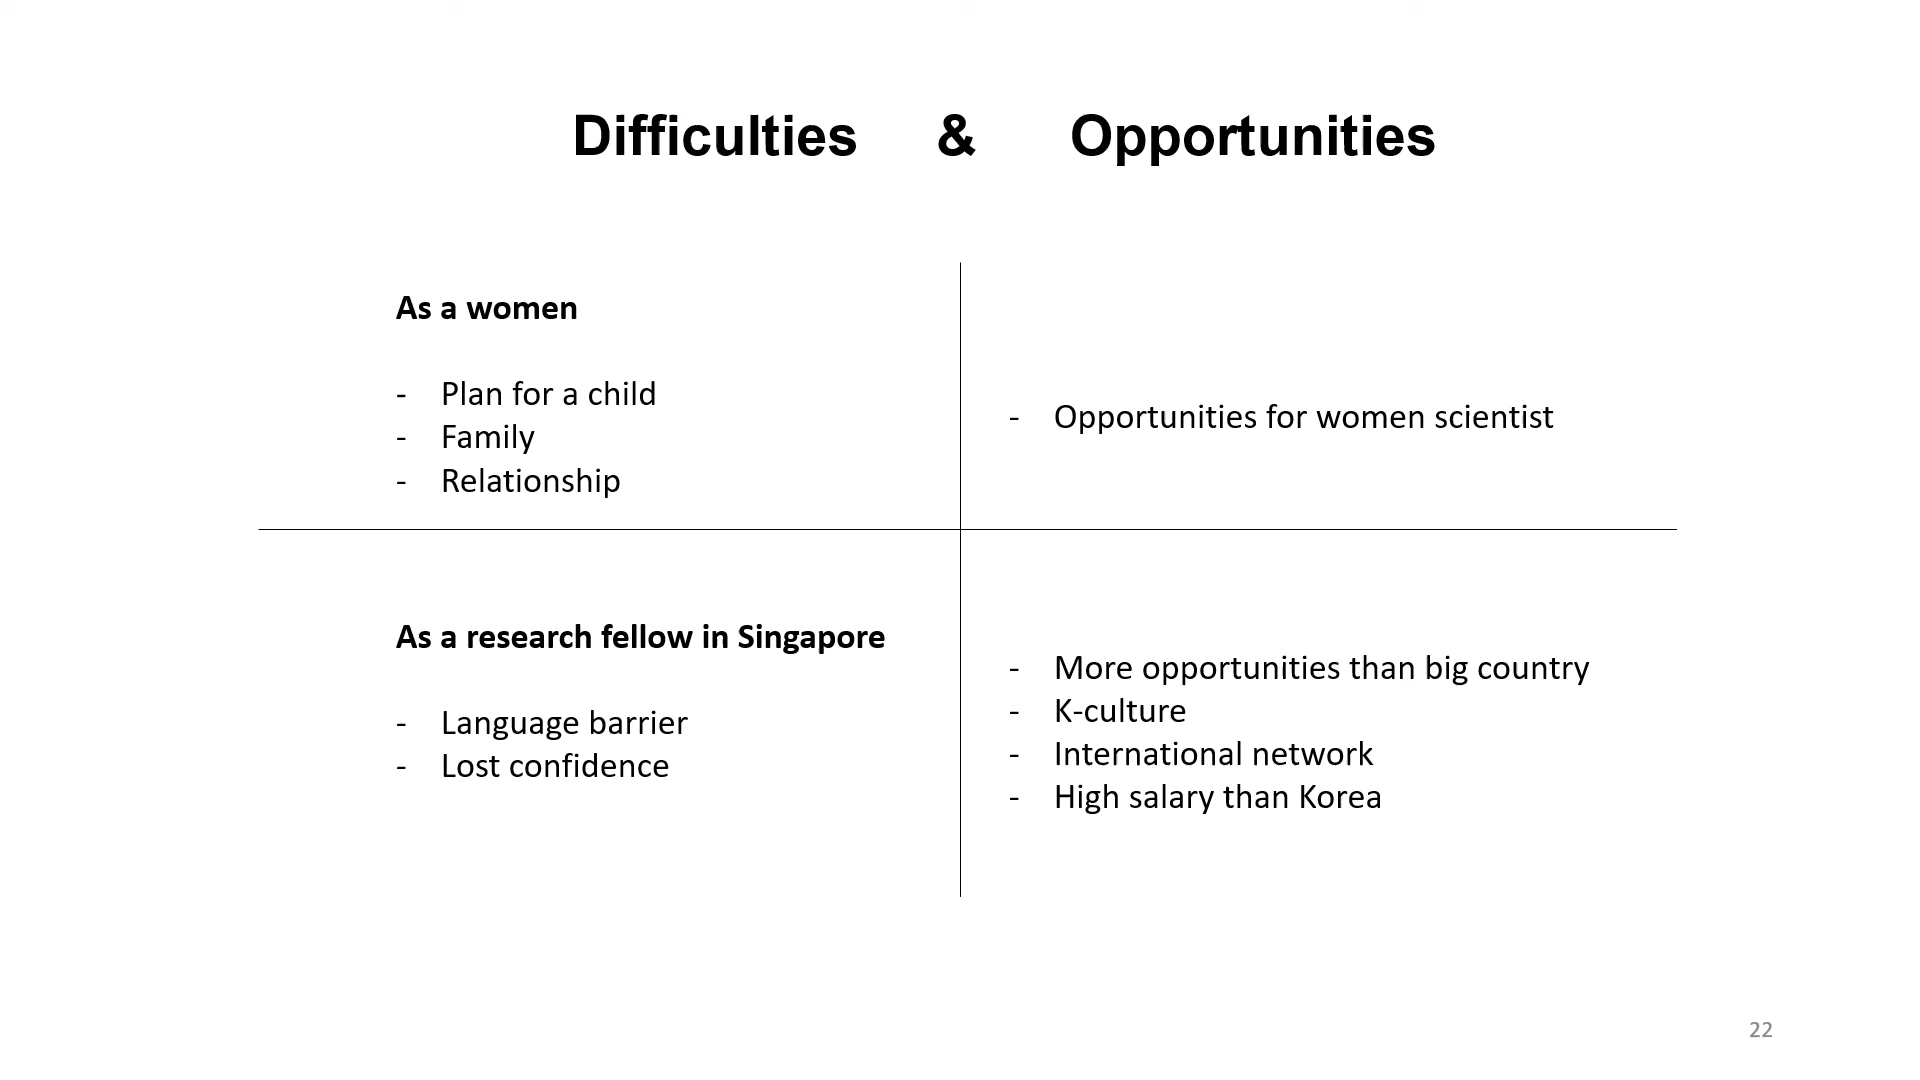 Difficulties & Opportunities
As a women
- Plan for a child
- Family
- Relationship
- Opportunities for women scientist
As a research fellow in Singapore
- Language barrier
- Lost confidence
- More opportunities than big country
- K-culture
- International network
- High salary than Korea
22